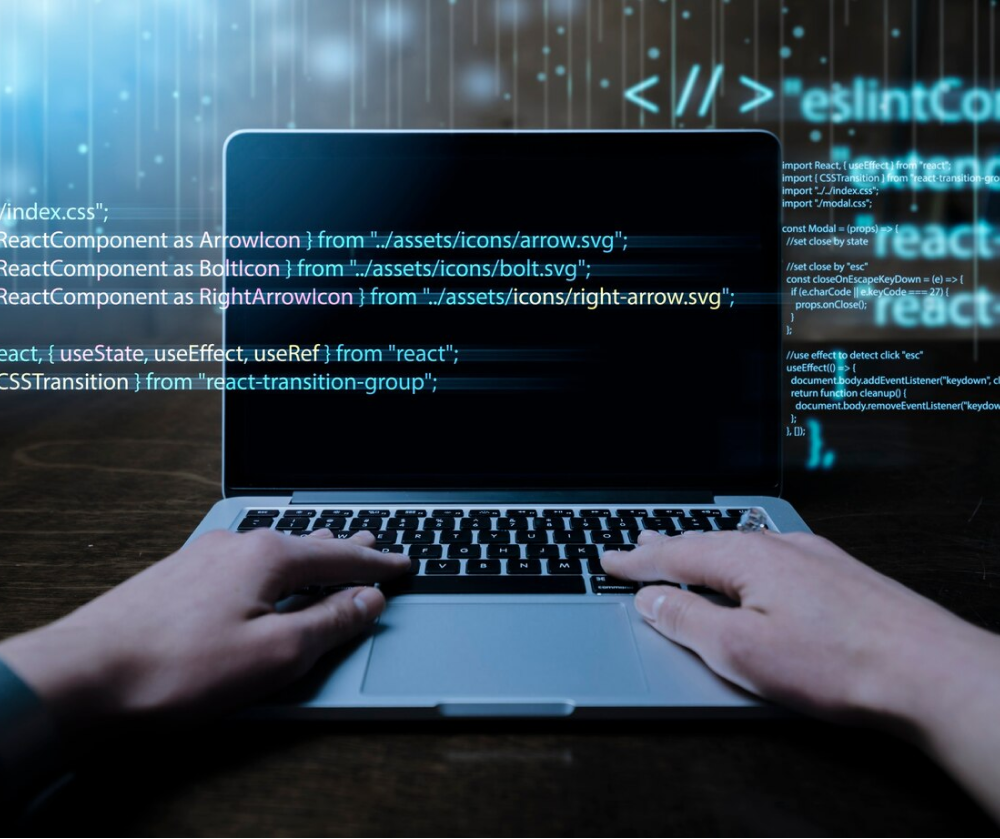 <//>
"eslintCo
/index.css";
ReactComponent as ArrowIcon } from "../assets/icons/arrow.svg";
ReactComponent as BoltIcon } from "../assets/icons/bolt.svg";
ReactComponent as RightArrowIcon } from "../assets/icons/right-arrow.svg";
eact, { useState, useEffect, useRef } from "react";
CSSTransition } from "react-transition-group";
import React, { useEffect } from "react";
import { CSSTransition } from "react-transition-gro
import "../../index.css";
import "./modal.css";
const Modal = (props) => {
//set close by state
//set close by "esc"
const closeOnEscapeKeyDown = (e) => {
if (e.charCode || e.keyCode === 27) {
props.onClose();
}
};
//use effect to detect click "esc"
useEffect(() => {
document.body.addEventListener("keydown", cl
return function cleanup() {
document.body.removeEventListener("keydow
};
}, []);
"react-
react-
},
C V B N M